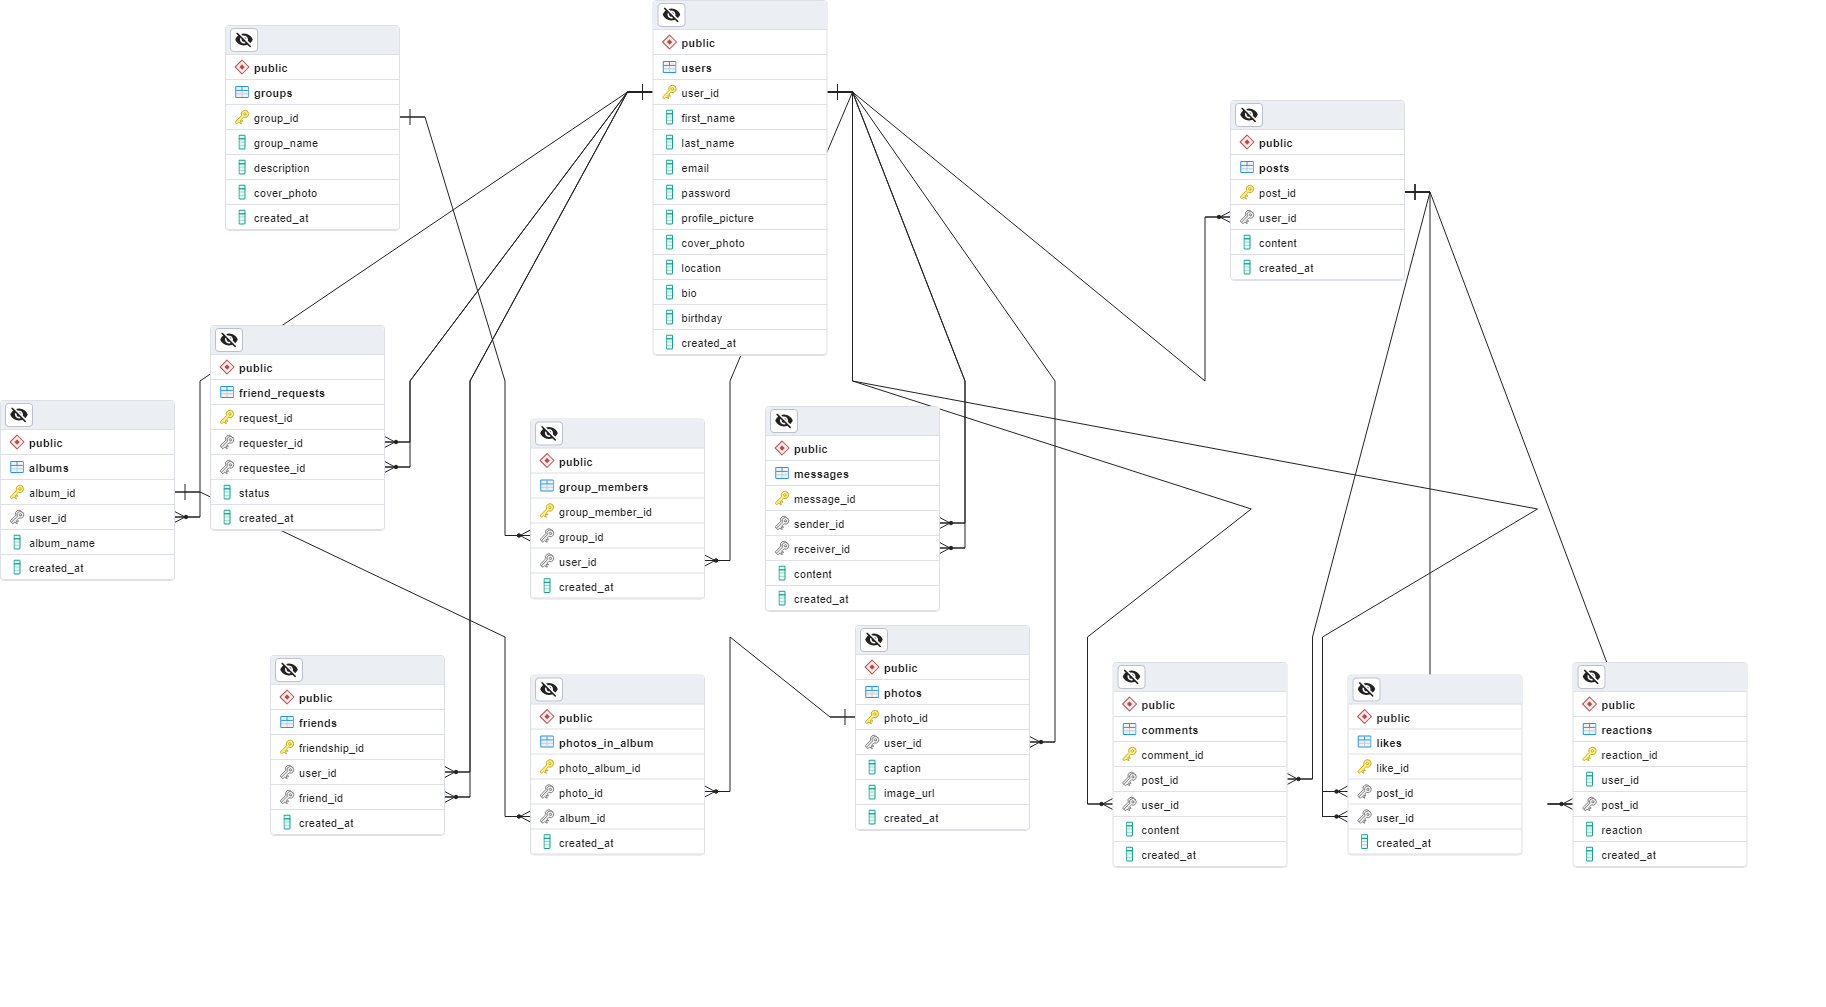 public
groups
group_id
group_name
description
cover_photo
created_at
public
users
user_id
first_name
last_name
email
password
profile_picture
cover_photo
location
bio
birthday
created_at
public
posts
post_id
user_id
content
created_at
public
friend_requests
request_id
requester_id
requestee_id
status
created_at
public
albums
album_id
user_id
album_name
created_at
public
group_members
group_member_id
group_id
user_id
created_at
public
messages
message_id
sender_id
receiver_id
content
created_at
public
friends
friendship_id
user_id
friend_id
created_at
public
photos_in_album
photo_album_id
photo_id
album_id
created_at
public
photos
photo_id
user_id
caption
image_url
created_at
public
comments
comment_id
post_id
user_id
content
created_at
public
likes
like_id
post_id
user_id
created_at
public
reactions
reaction_id
user_id
post_id
reaction
created_at